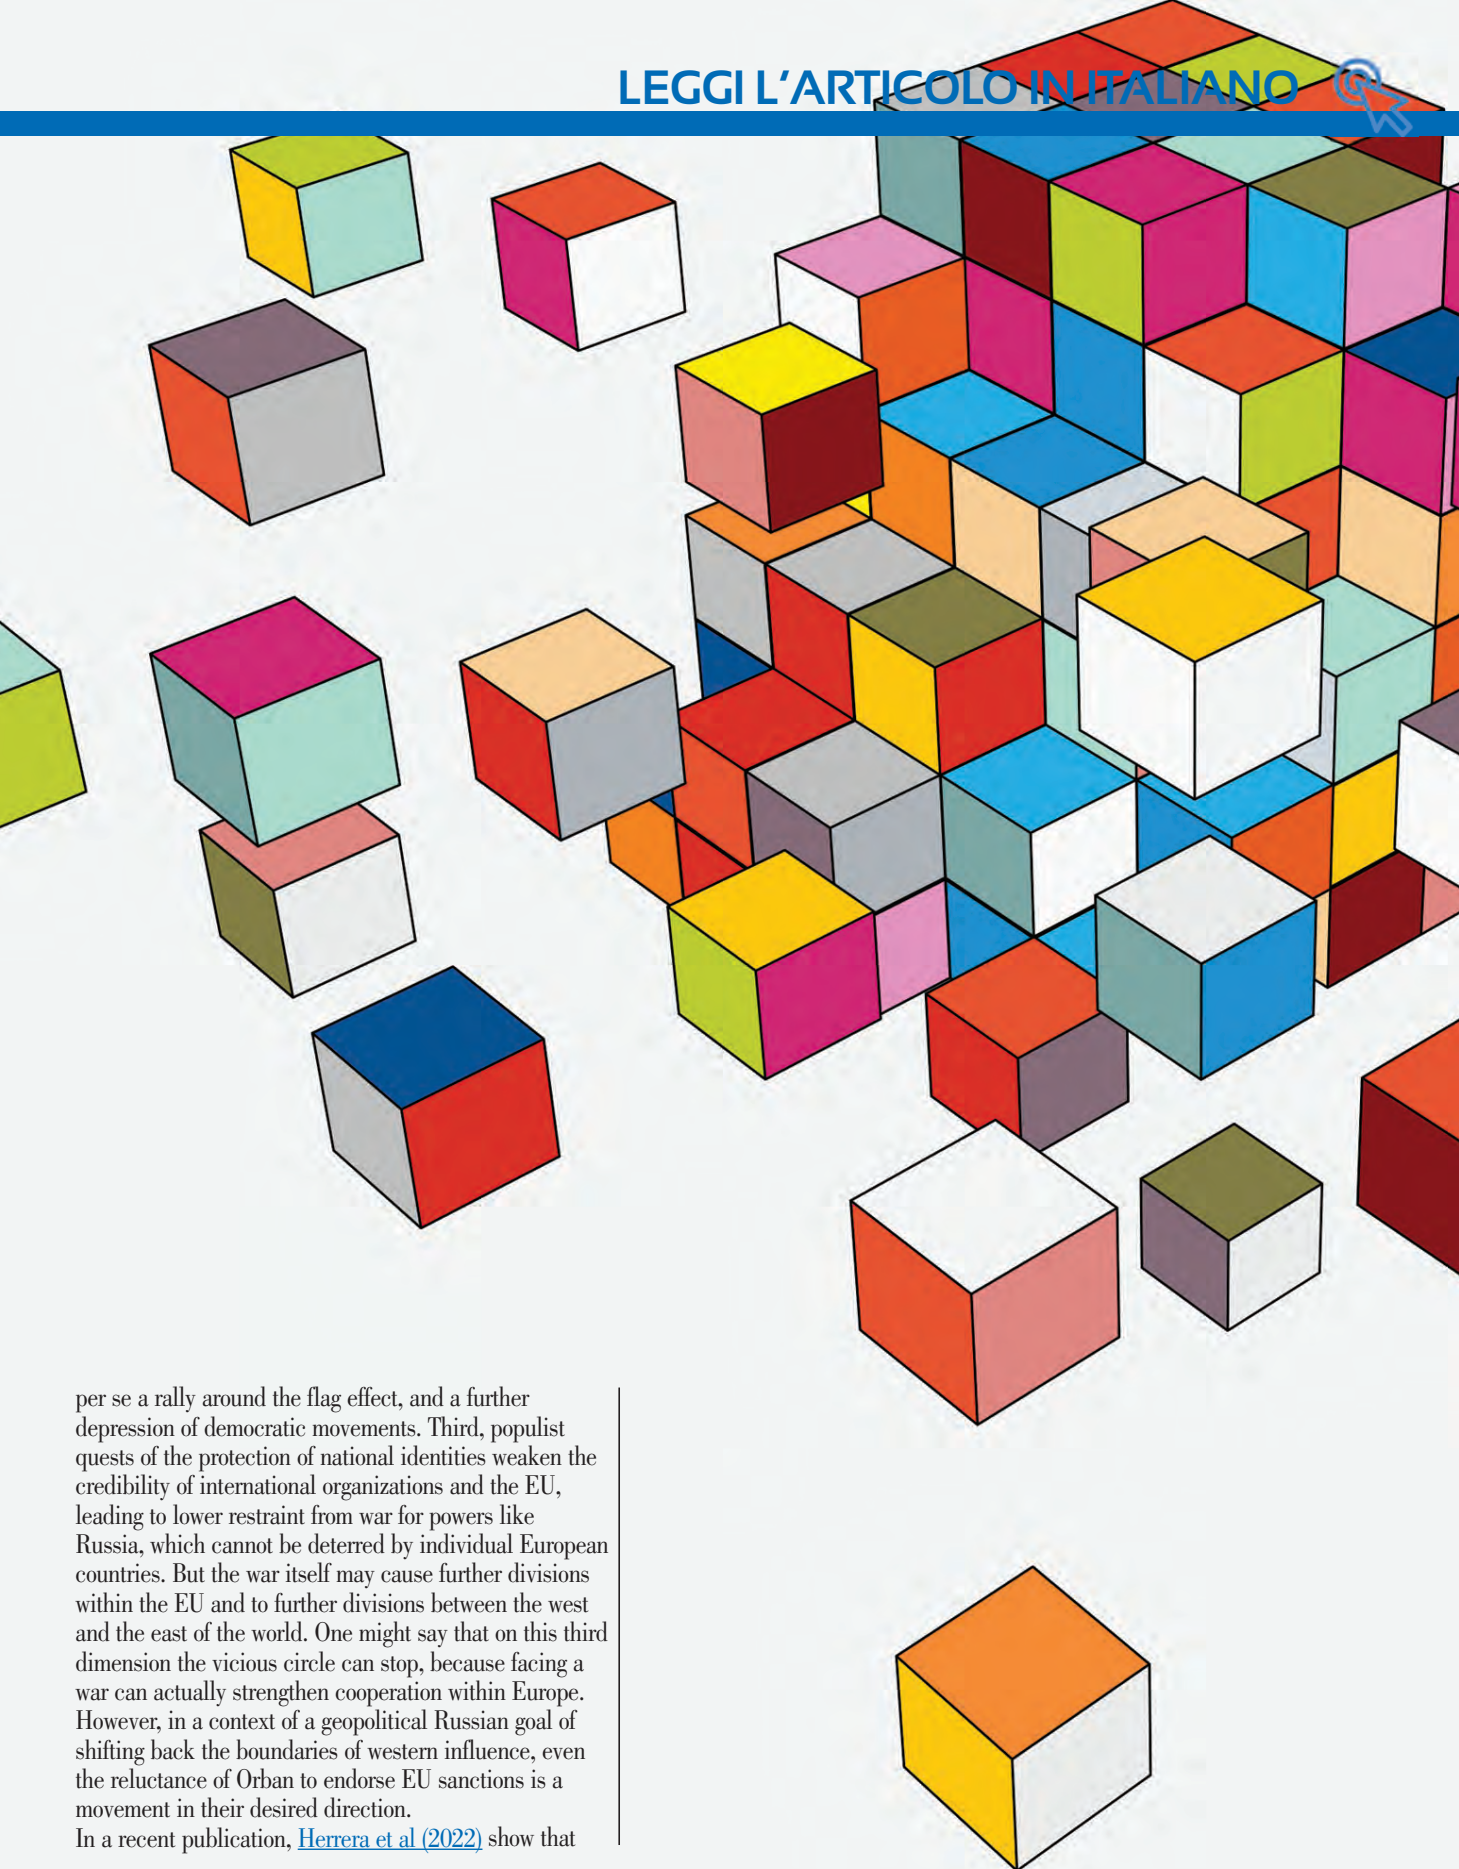 LEGGI L'ARTICOLO IN ITALIANO
per se a rally around the flag effect, and a further
depression of democratic movements. Third, populist
quests of the protection of national identities weaken the
credibility of international organizations and the EU,
leading to lower restraint from war for powers like
Russia, which cannot be deterred by individual European
countries. But the war itself may cause further divisions
within the EU and to further divisions between the west
and the east of the world. One might say that on this third
dimension the vicious circle can stop, because facing a
war can actually strengthen cooperation within Europe.
However, in a context of a geopolitical Russian goal of
shifting back the boundaries of western influence, even
the reluctance of Orban to endorse EU sanctions is a
movement in their desired direction.
In a recent publication, Herrera et al (2022) show that